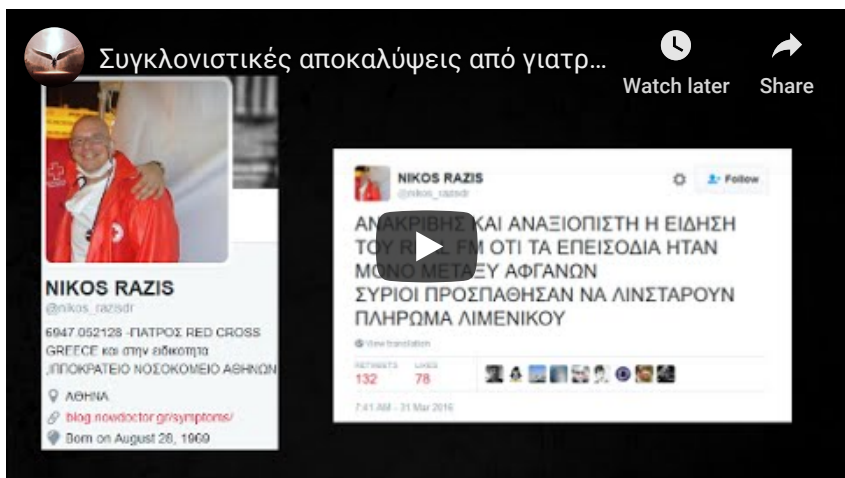 Συγκλονιστικές αποκαλύψεις από γιατρ...
Watch later
Share
NIKOS RAZIS
@nikos_razisdr
6947.052128 -ΓΙΑΤΡΟΣ RED CROSS
GREECE και στην ειδικοτητα
,ΙΠΠΟΚΡΑΤΕΙΟ ΝΟΣΟΚΟΜΕΙΟ ΑΘΗΝΩΝ
ΑΘΗΝΑ
blog.nowdoctor.gr/symptoms/
Born on August 28, 1969
NIKOS RAZIS
@nikos_razisdr
Follow
ΑΝΑΚΡΙΒΗΣ ΚΑΙ ΑΝΑΞΙΟΠΙΣΤΗ Η ΕΙΔΗΣΗ
ΤΟΥ FM ΟΤΙ ΤΑ ΕΠΕΙΣΟΔΙΑ ΗΤΑΝ
ΜΟΝΟ ΜΕΤΑΞΥ ΑΦΓΑΝΩΝ
ΣΥΡΙΟΙ ΠΡΟΣΠΑΘΗΣΑΝ ΝΑ ΛΙΝΣΤΑΡΟΥΝ
ΠΛΗΡΩΜΑ ΛΙΜΕΝΙΚΟΥ
View translation
RETWEETS LIKES
132 78
7:41 AM - 31 Mar 2016